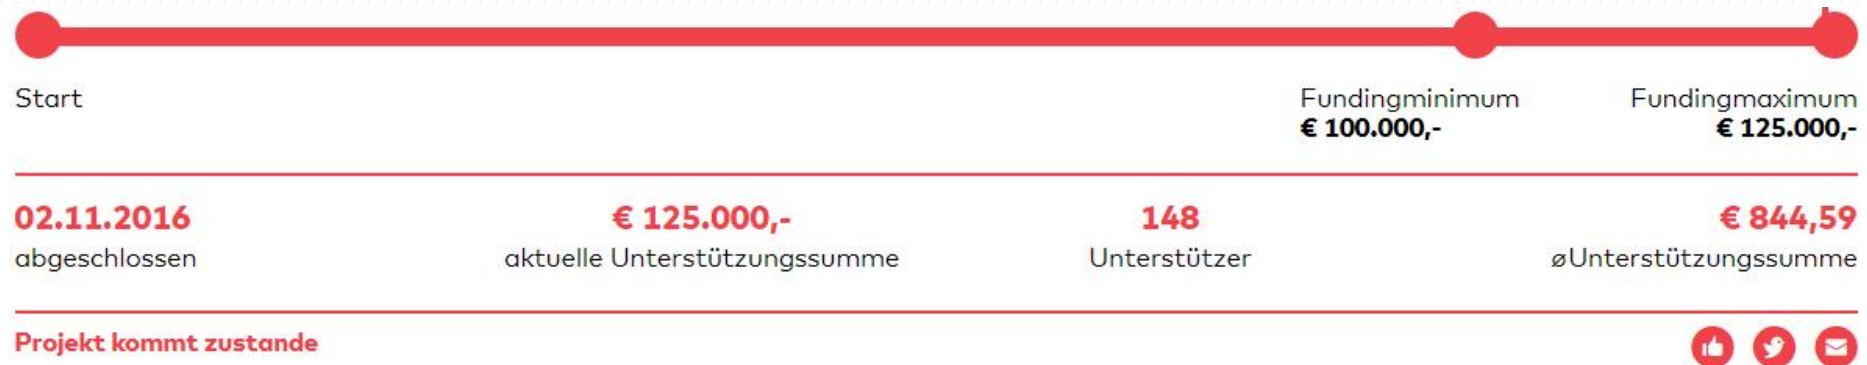 Start
Fundingminimum
€ 100.000,-
Fundingmaximum
€ 125.000,-
02.11.2016
abgeschlossen
€ 125.000,-
aktuelle Unterstützungssumme
148
Unterstützer
€ 844,59
øUnterstützungssumme
Projekt kommt zustande